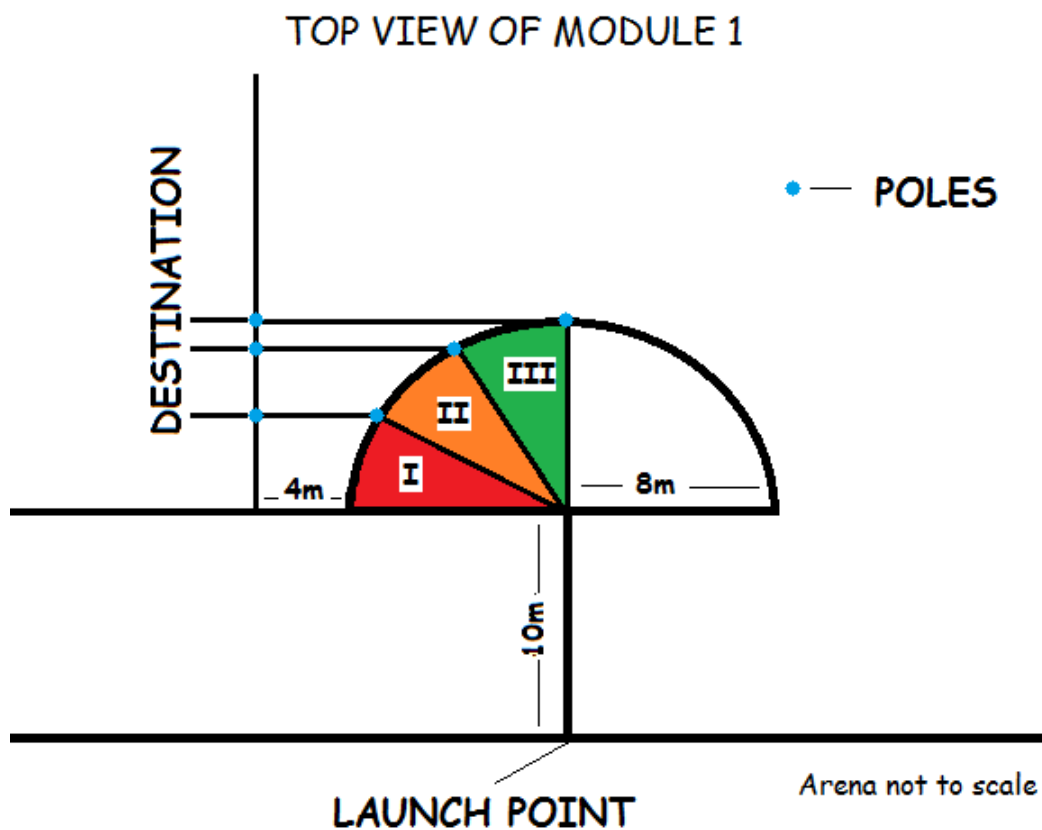 TOP VIEW OF MODULE 1
DESTINATION
POLES
III
II
I
4m
8m
10m
Arena not to scale
LAUNCH POINT